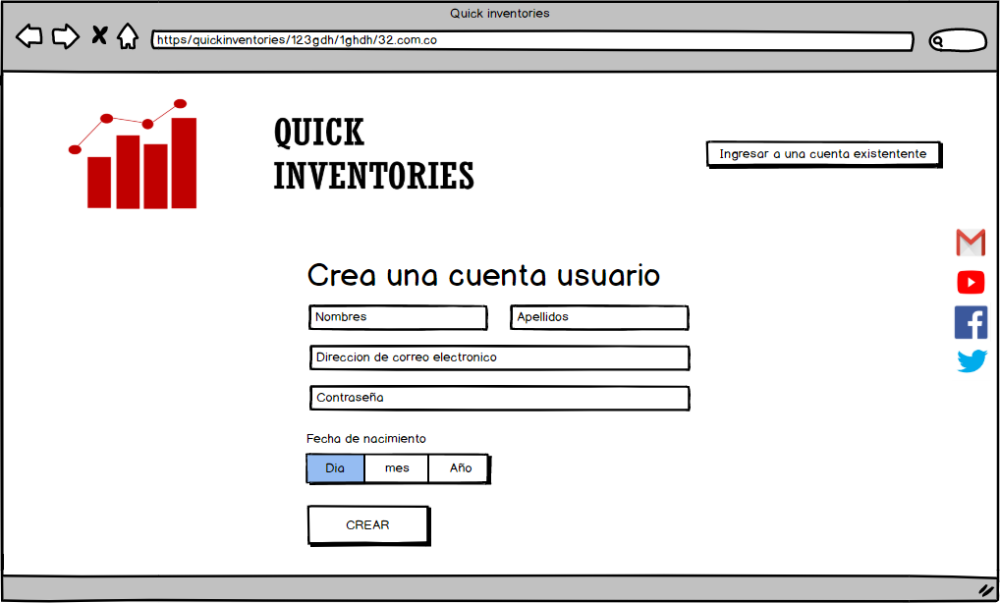 Quick inventories
https/quickinventories/123gdh/1ghdh/32.com.co
QUICK
INVENTORIES
Ingresar a una cuenta existentente
Crea una cuenta usuario
Nombres Apellidos
Direccion de correo electronico
Contraseña
Fecha de nacimiento
Dia mes Año
CREAR